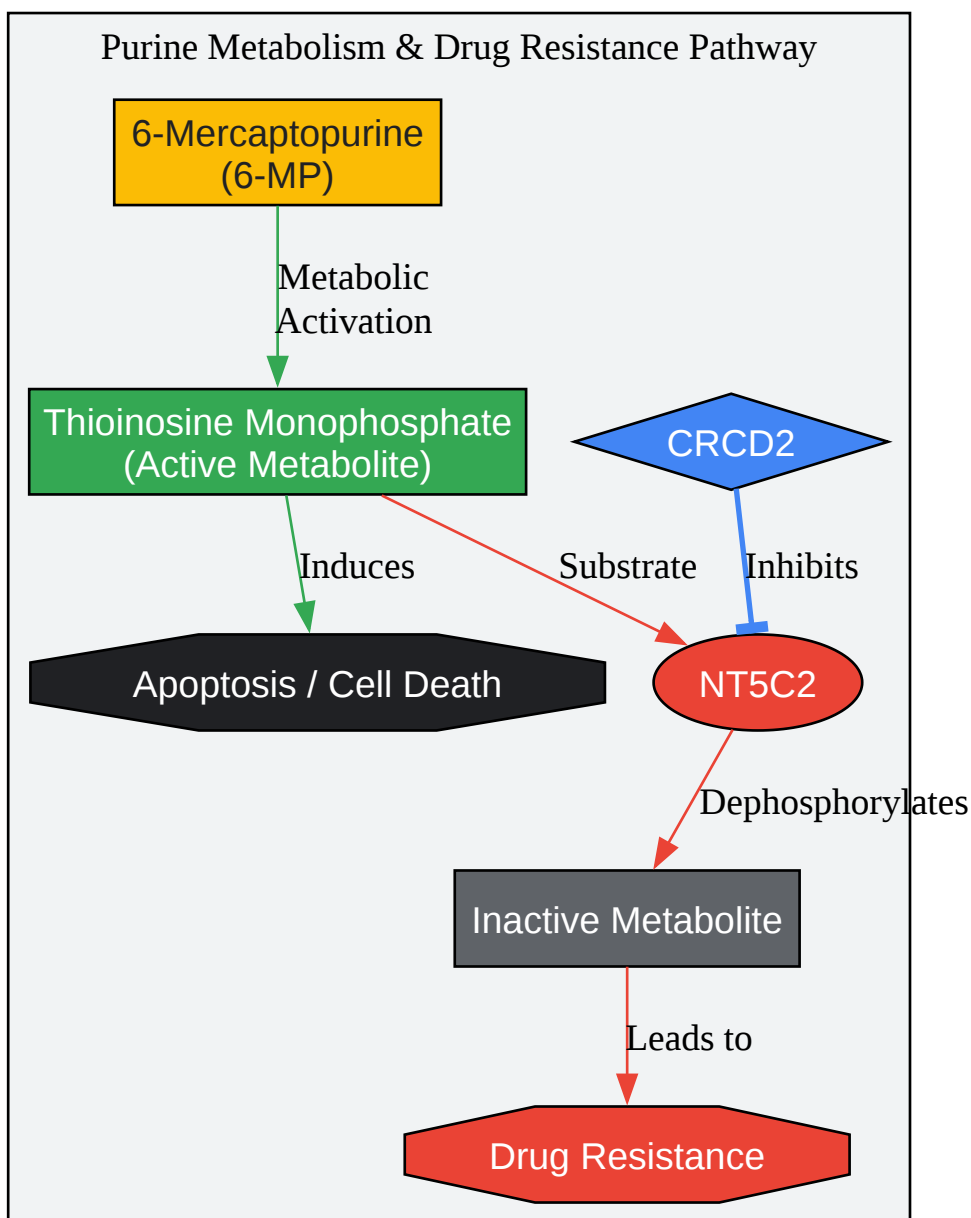 Purine Metabolism & Drug Resistance Pathway
6-Mercaptopurine
(6-MP)
Metabolic
Activation
Thioinosine Monophosphate
(Active Metabolite)
CRCD2
Induces
Substrate
Inhibits
Apoptosis / Cell Death
NT5C2
Dephosphorylates
Inactive Metabolite
Leads to
Drug Resistance